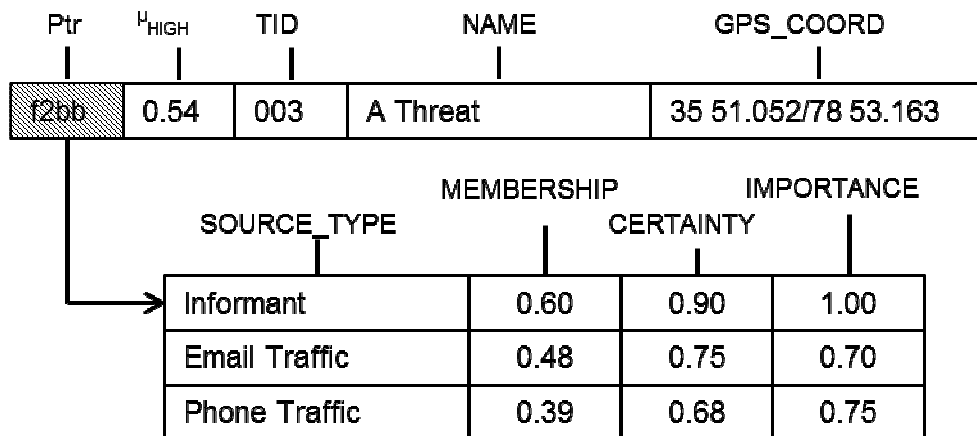 Ptr μHIGH TID NAME GPS_COORD
f2bb 0.54 003 A Threat 35 51.052/78 53.163
MEMBERSHIP IMPORTANCE
SOURCE_TYPE CERTAINTY
Informant 0.60 0.90 1.00
Email Traffic 0.48 0.75 0.70
Phone Traffic 0.39 0.68 0.75